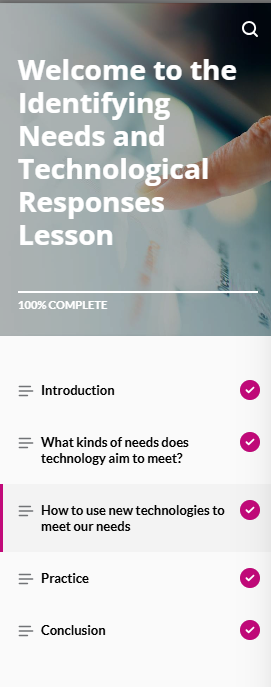 Welcome to the
Identifying
Needs and
Technological
Responses
Lesson
100% COMPLETE
Introduction
What kinds of needs does
technology aim to meet?
How to use new technologies to
meet our needs
Practice
Conclusion